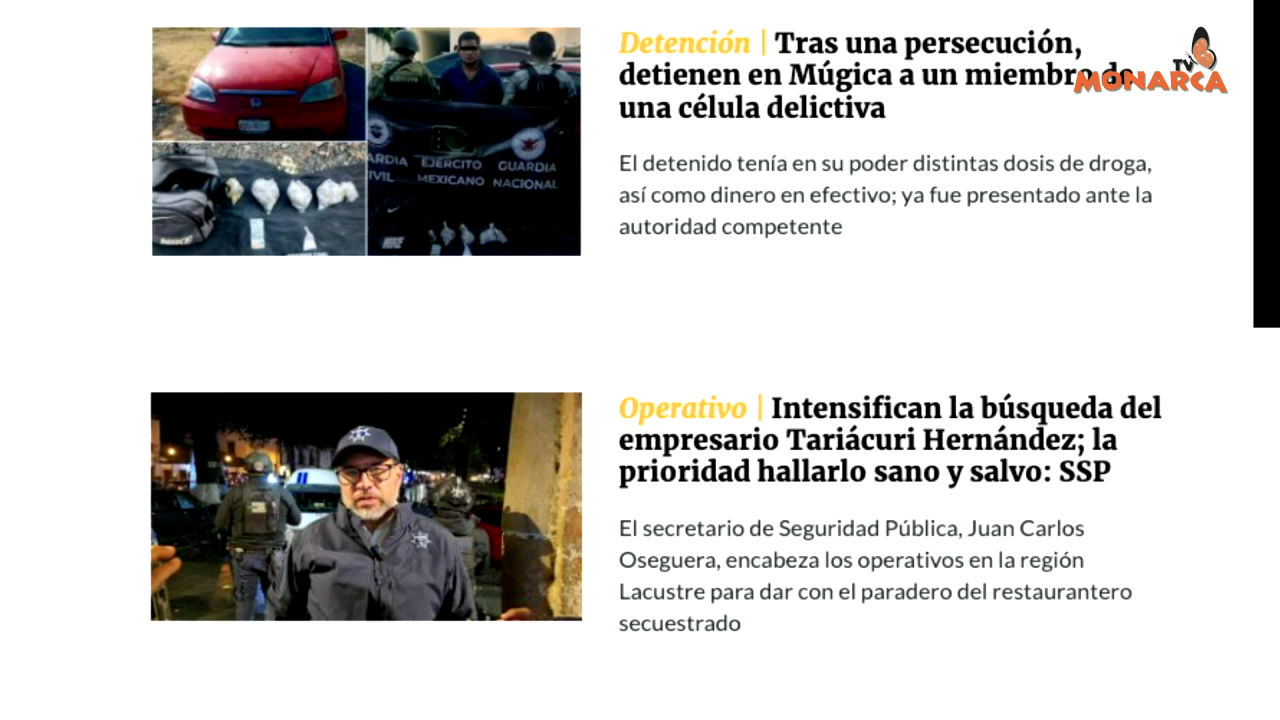 Detención | Tras una persecución,
detienen en Múgica a un miembro de
una célula delictiva
TV
MONARCA
El detenido tenía en su poder distintas dosis de droga,
así como dinero en efectivo; ya fue presentado ante la
autoridad competente
EJÉRCITO
MEXICANO
GUARDIA
NACIONAL
Operativo | Intensifican la búsqueda del
empresario Tariácuri Hernández; la
prioridad hallarlo sano y salvo: SSP
El secretario de Seguridad Pública, Juan Carlos
Oseguera, encabeza los operativos en la región
Lacustre para dar con el paradero del restaurantero
secuestrado